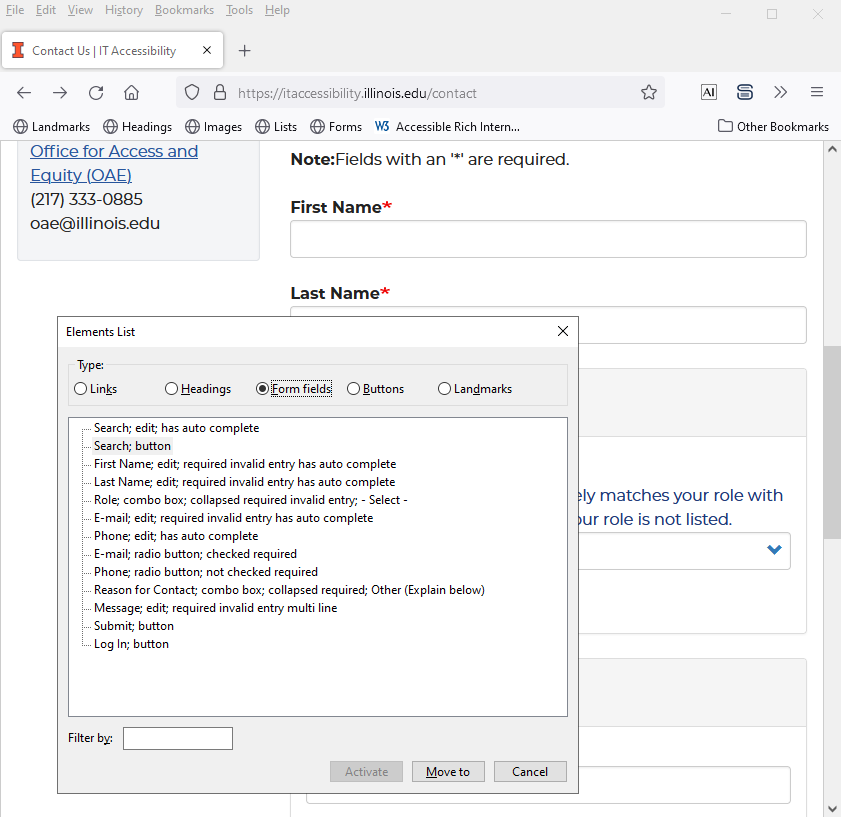 File Edit View History Bookmarks Tools Help
Contact Us | IT Accessibility
https://itaccessibility.illinois.edu/contact
AI
Landmarks Headings Images Lists Forms W3 Accessible Rich Intern... Other Bookmarks
Office for Access and
Equity (OAE)
(217) 333-0885
oae@illinois.edu
Note:Fields with an '*' are required.
First Name*
Last Name*
ely matches your role with
our role is not listed.
Elements List
Type:
Links Headings Form fields Buttons Landmarks
Search; edit; has auto complete
Search; button
First Name; edit; required invalid entry has auto complete
Last Name; edit; required invalid entry has auto complete
Role; combo box; collapsed required invalid entry; - Select -
E-mail; edit; required invalid entry has auto complete
Phone; edit; has auto complete
E-mail; radio button; checked required
Phone; radio button; not checked required
Reason for Contact; combo box; collapsed required; Other (Explain below)
Message; edit; required invalid entry multi line
Submit; button
Log In; button
Filter by:
Activate Move to Cancel